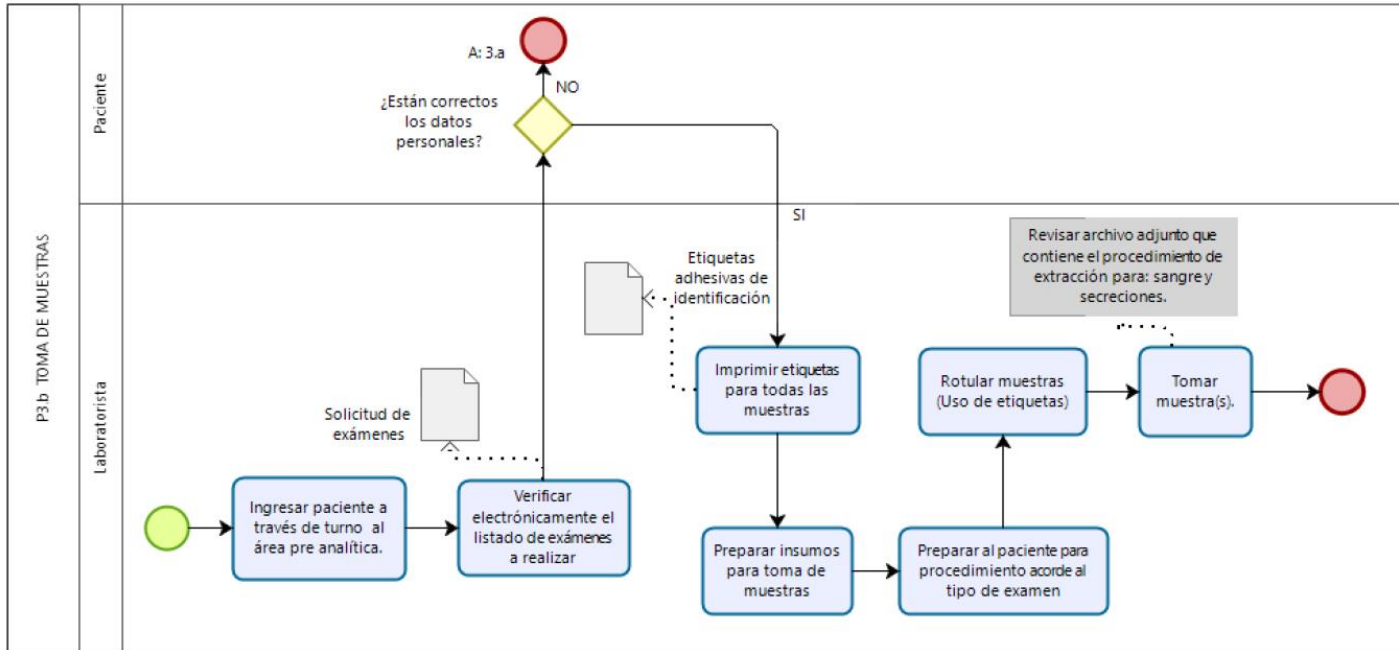 P3.b TOMA DE MUESTRAS
Paciente
A: 3.a
NO
¿Están correctos
los datos
personales?
SI
Laboratorista
Solicitud de
exámenes
Ingresar paciente a
través de turno al
área pre analítica.
Verificar
electrónicamente el
listado de exámenes
a realizar
Etiquetas
adhesivas de
identificación
Imprimir etiquetas
para todas las
muestras
Preparar insumos
para toma de
muestras
Preparar al paciente para
procedimiento acorde al
tipo de examen
Rotular muestras
(Uso de etiquetas)
Revisar archivo adjunto que
contiene el procedimiento de
extracción para: sangre y
secreciones.
Tomar
muestra(s).